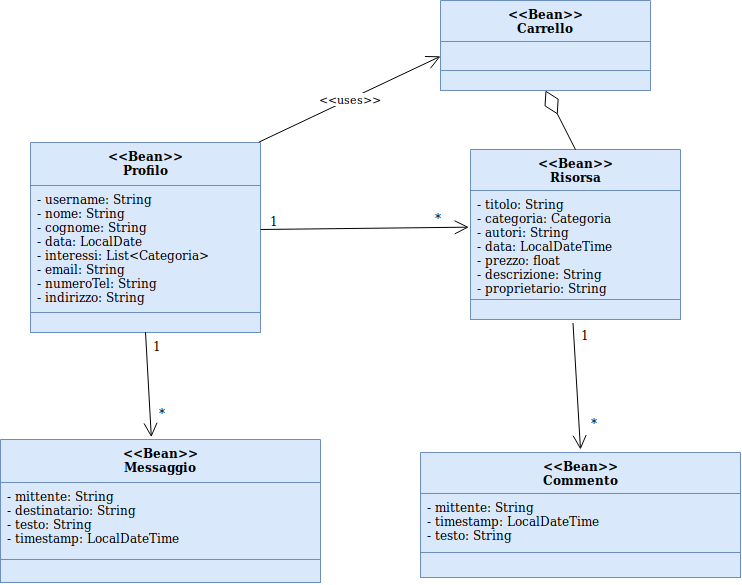 <<Bean>>
Carrello
<<uses>>
<<Bean>>
Profilo
- username: String
- nome: String
- cognome: String
- data: LocalDate
- interessi: List<Categoria>
- email: String
- numeroTel: String
- indirizzo: String
<<Bean>>
Risorsa
- titolo: String
- categoria: Categoria
- autori: String
- data: LocalDateTime
- prezzo: float
- descrizione: String
- proprietario: String
1
*
1
*
1
*
<<Bean>>
Messaggio
- mittente: String
- destinatario: String
- testo: String
- timestamp: LocalDateTime
<<Bean>>
Commento
- mittente: String
- timestamp: LocalDateTime
- testo: String